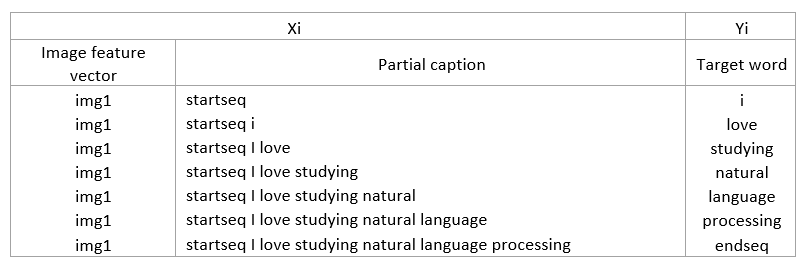 Xi Yi
Image feature vector Partial caption Target word
img1 startseq i
img1 startseq i love
img1 startseq I love studying
img1 startseq I love studying natural
img1 startseq I love studying natural language
img1 startseq I love studying natural language processing
img1 startseq I love studying natural language processing endseq